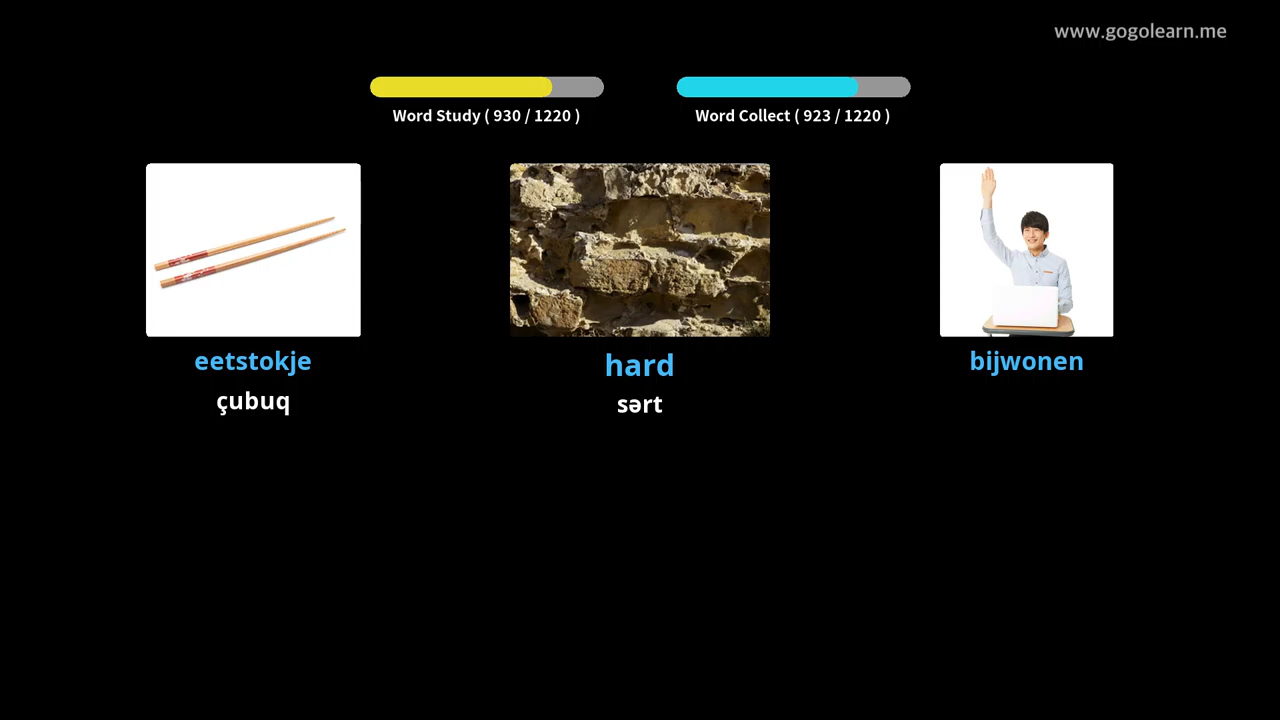 www.gogolearn.me
Word Study ( 930 / 1220 )
Word Collect ( 923 / 1220 )
eetstokje
çubuq
hard
sərt
bijwonen